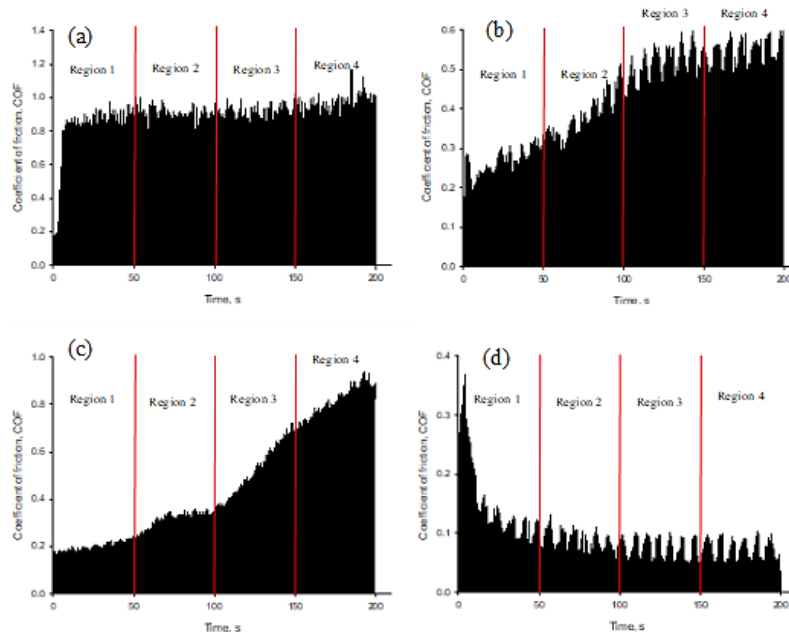 (a)
Region 1 Region 2 Region 3 Region 4
Coefficient of friction, COF
1.4
1.2
1.0
0.8
0.6
0.4
0.2
0.0
0 50 100 150 200
Time, s
(b)
Region 1 Region 2 Region 3 Region 4
Coefficient of friction, COF
0.6
0.5
0.4
0.3
0.2
0.1
0.0
0 50 100 150 200
Time, s
(c)
Region 1 Region 2 Region 3 Region 4
Coefficient of friction, COF
1.0
0.8
0.6
0.4
0.2
0.0
0 50 100 150 200
Time, s
(d)
Region 1 Region 2 Region 3 Region 4
Coefficient of friction, COF
0.4
0.3
0.2
0.1
0.0
0 50 100 150 200
Time, s